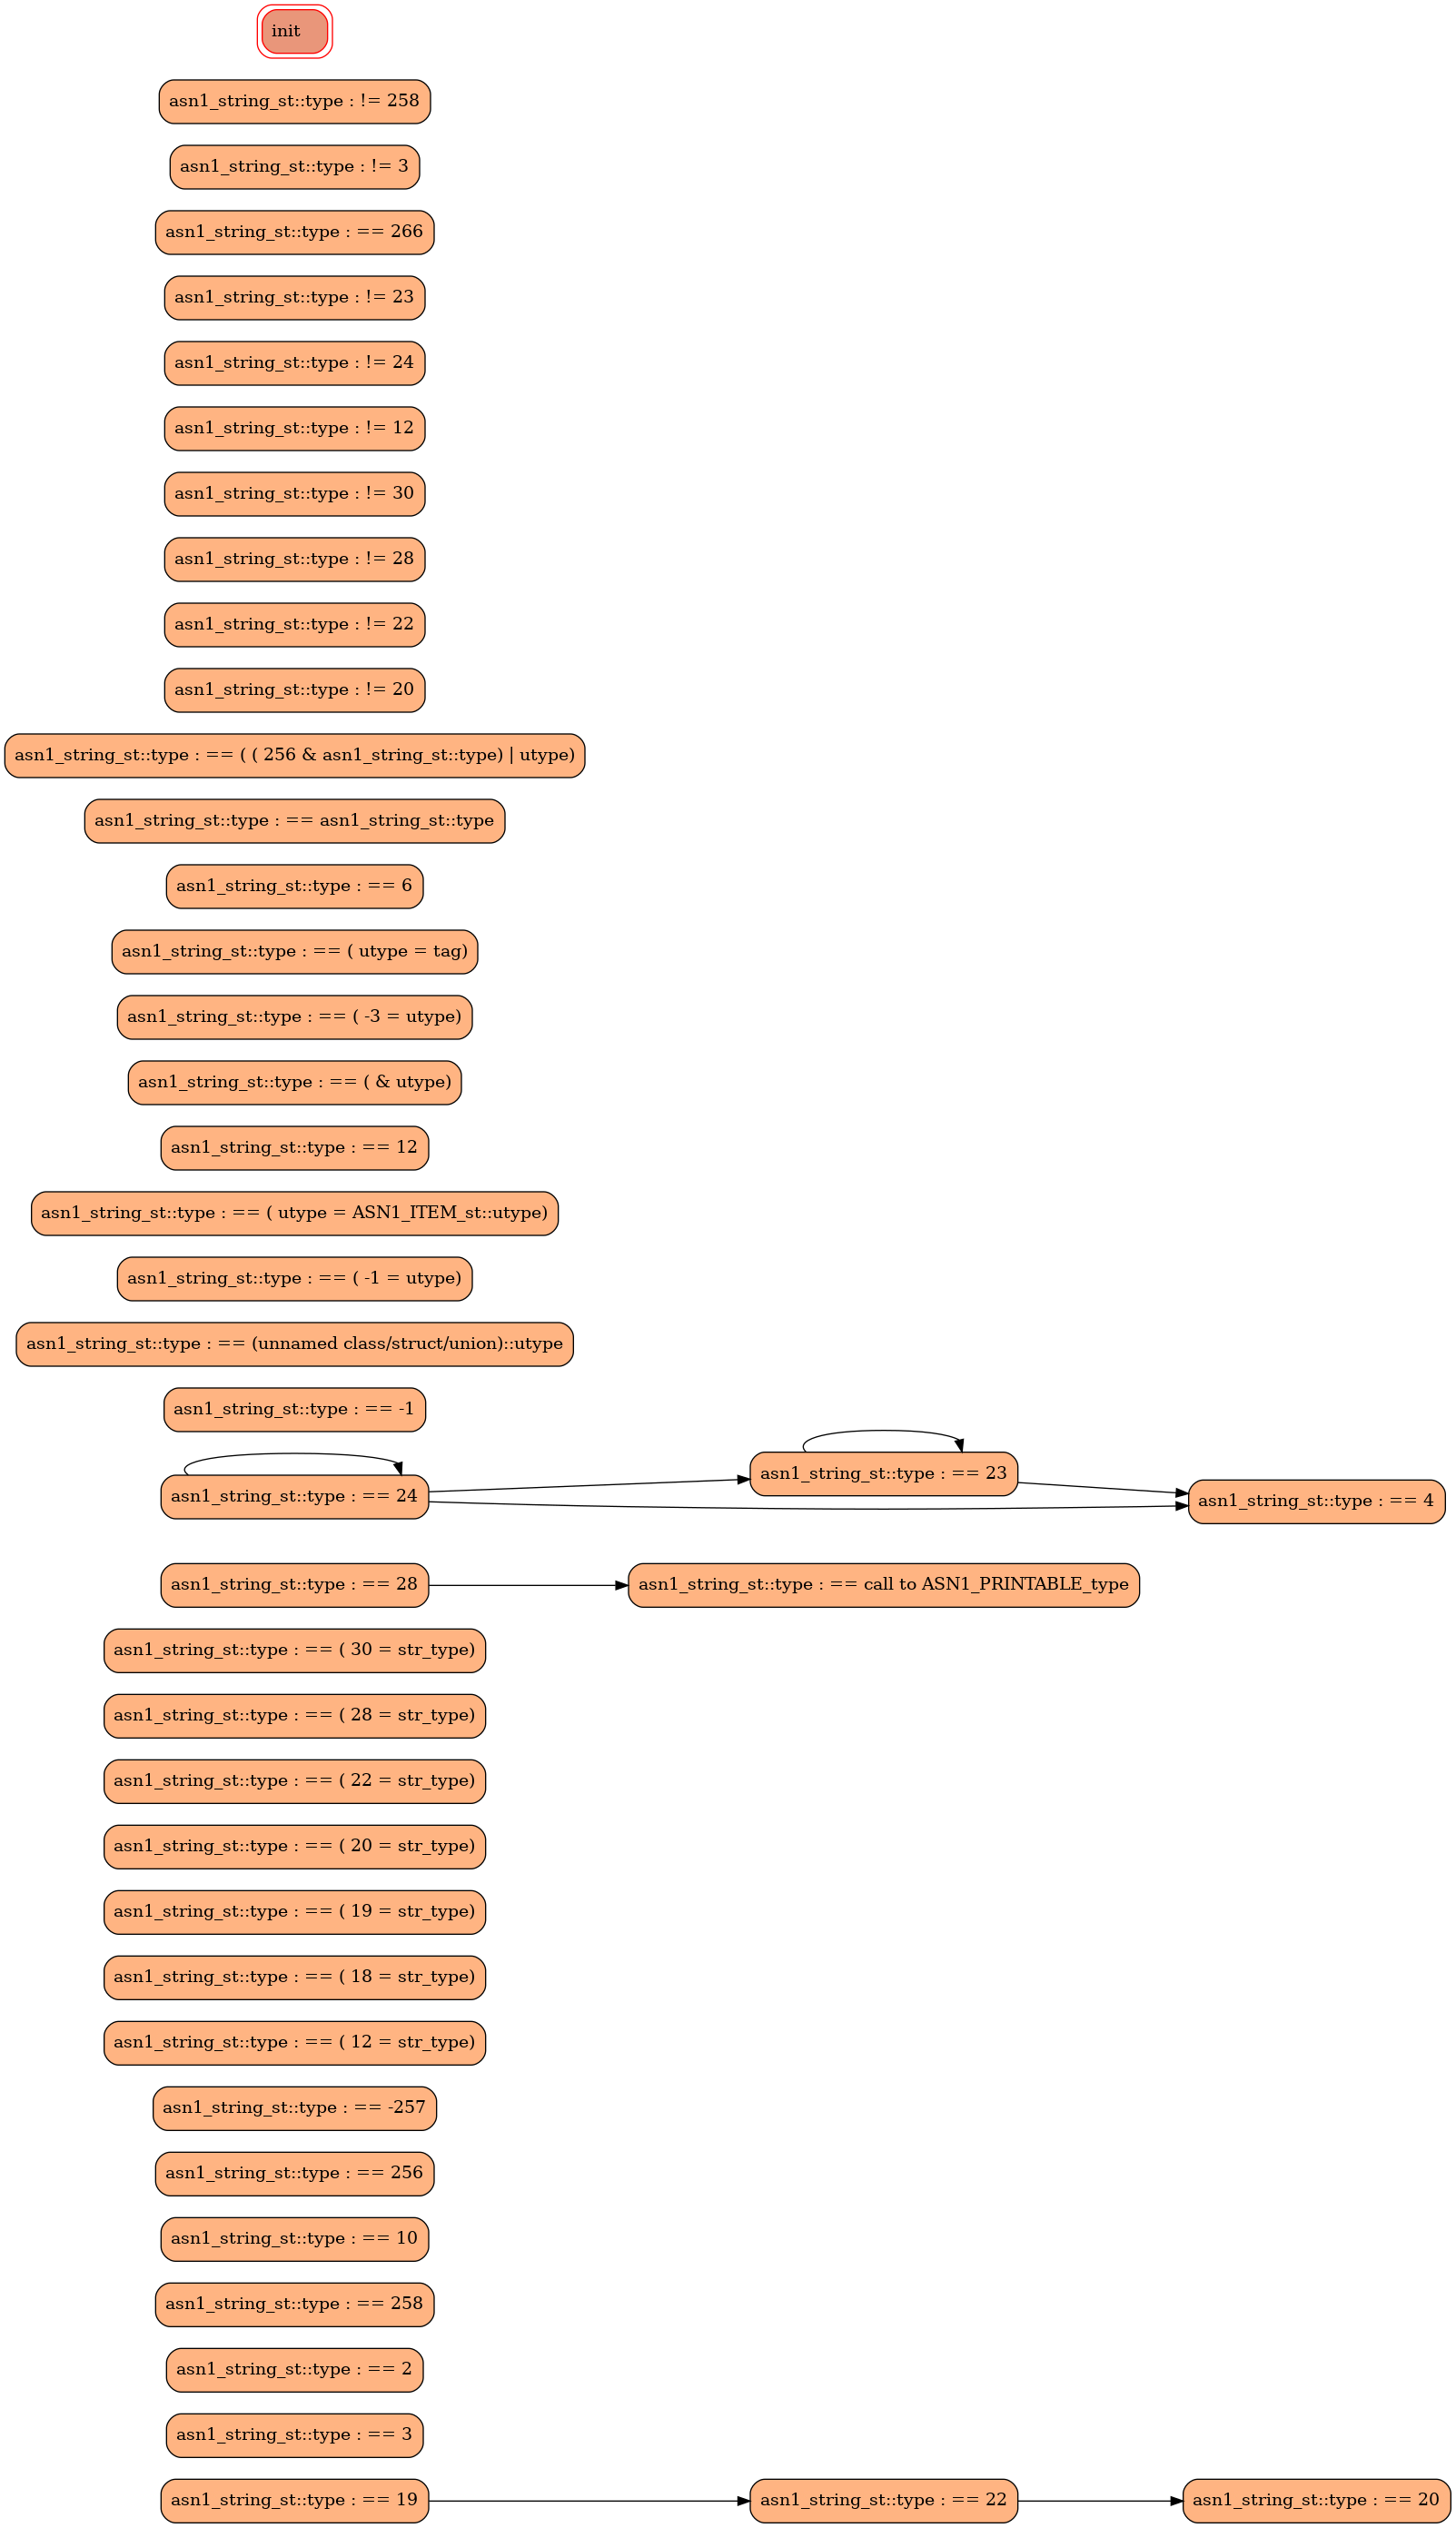 init
asn1_string_st::type : != 258
asn1_string_st::type : != 3
asn1_string_st::type : == 266
asn1_string_st::type : != 23
asn1_string_st::type : != 24
asn1_string_st::type : != 12
asn1_string_st::type : != 30
asn1_string_st::type : != 28
asn1_string_st::type : != 22
asn1_string_st::type : != 20
asn1_string_st::type : == ( ( 256 & asn1_string_st::type) | utype)
asn1_string_st::type : == asn1_string_st::type
asn1_string_st::type : == 6
asn1_string_st::type : == ( utype = tag)
asn1_string_st::type : == ( -3 = utype)
asn1_string_st::type : == ( & utype)
asn1_string_st::type : == 12
asn1_string_st::type : == ( utype = ASN1_ITEM_st::utype)
asn1_string_st::type : == ( -1 = utype)
asn1_string_st::type : == (unnamed class/struct/union)::utype
asn1_string_st::type : == -1
asn1_string_st::type : == 24
asn1_string_st::type : == 23
asn1_string_st::type : == 4
asn1_string_st::type : == 28
asn1_string_st::type : == call to ASN1_PRINTABLE_type
asn1_string_st::type : == ( 30 = str_type)
asn1_string_st::type : == ( 28 = str_type)
asn1_string_st::type : == ( 22 = str_type)
asn1_string_st::type : == ( 20 = str_type)
asn1_string_st::type : == ( 19 = str_type)
asn1_string_st::type : == ( 18 = str_type)
asn1_string_st::type : == ( 12 = str_type)
asn1_string_st::type : == -257
asn1_string_st::type : == 256
asn1_string_st::type : == 10
asn1_string_st::type : == 258
asn1_string_st::type : == 2
asn1_string_st::type : == 3
asn1_string_st::type : == 19
asn1_string_st::type : == 22
asn1_string_st::type : == 20